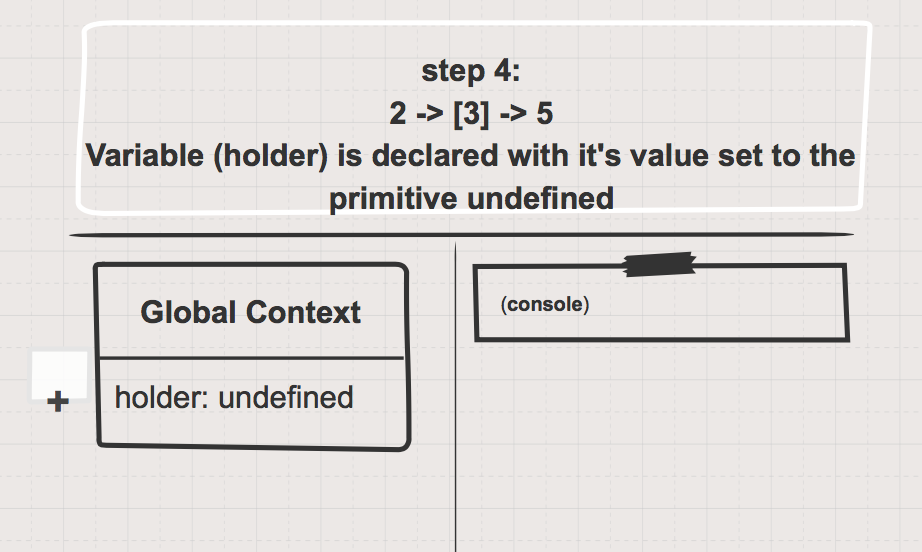 step 4:
2 -> [3] -> 5
Variable (holder) is declared with it's value set to the
primitive undefined
Global Context
holder: undefined
+
(console)